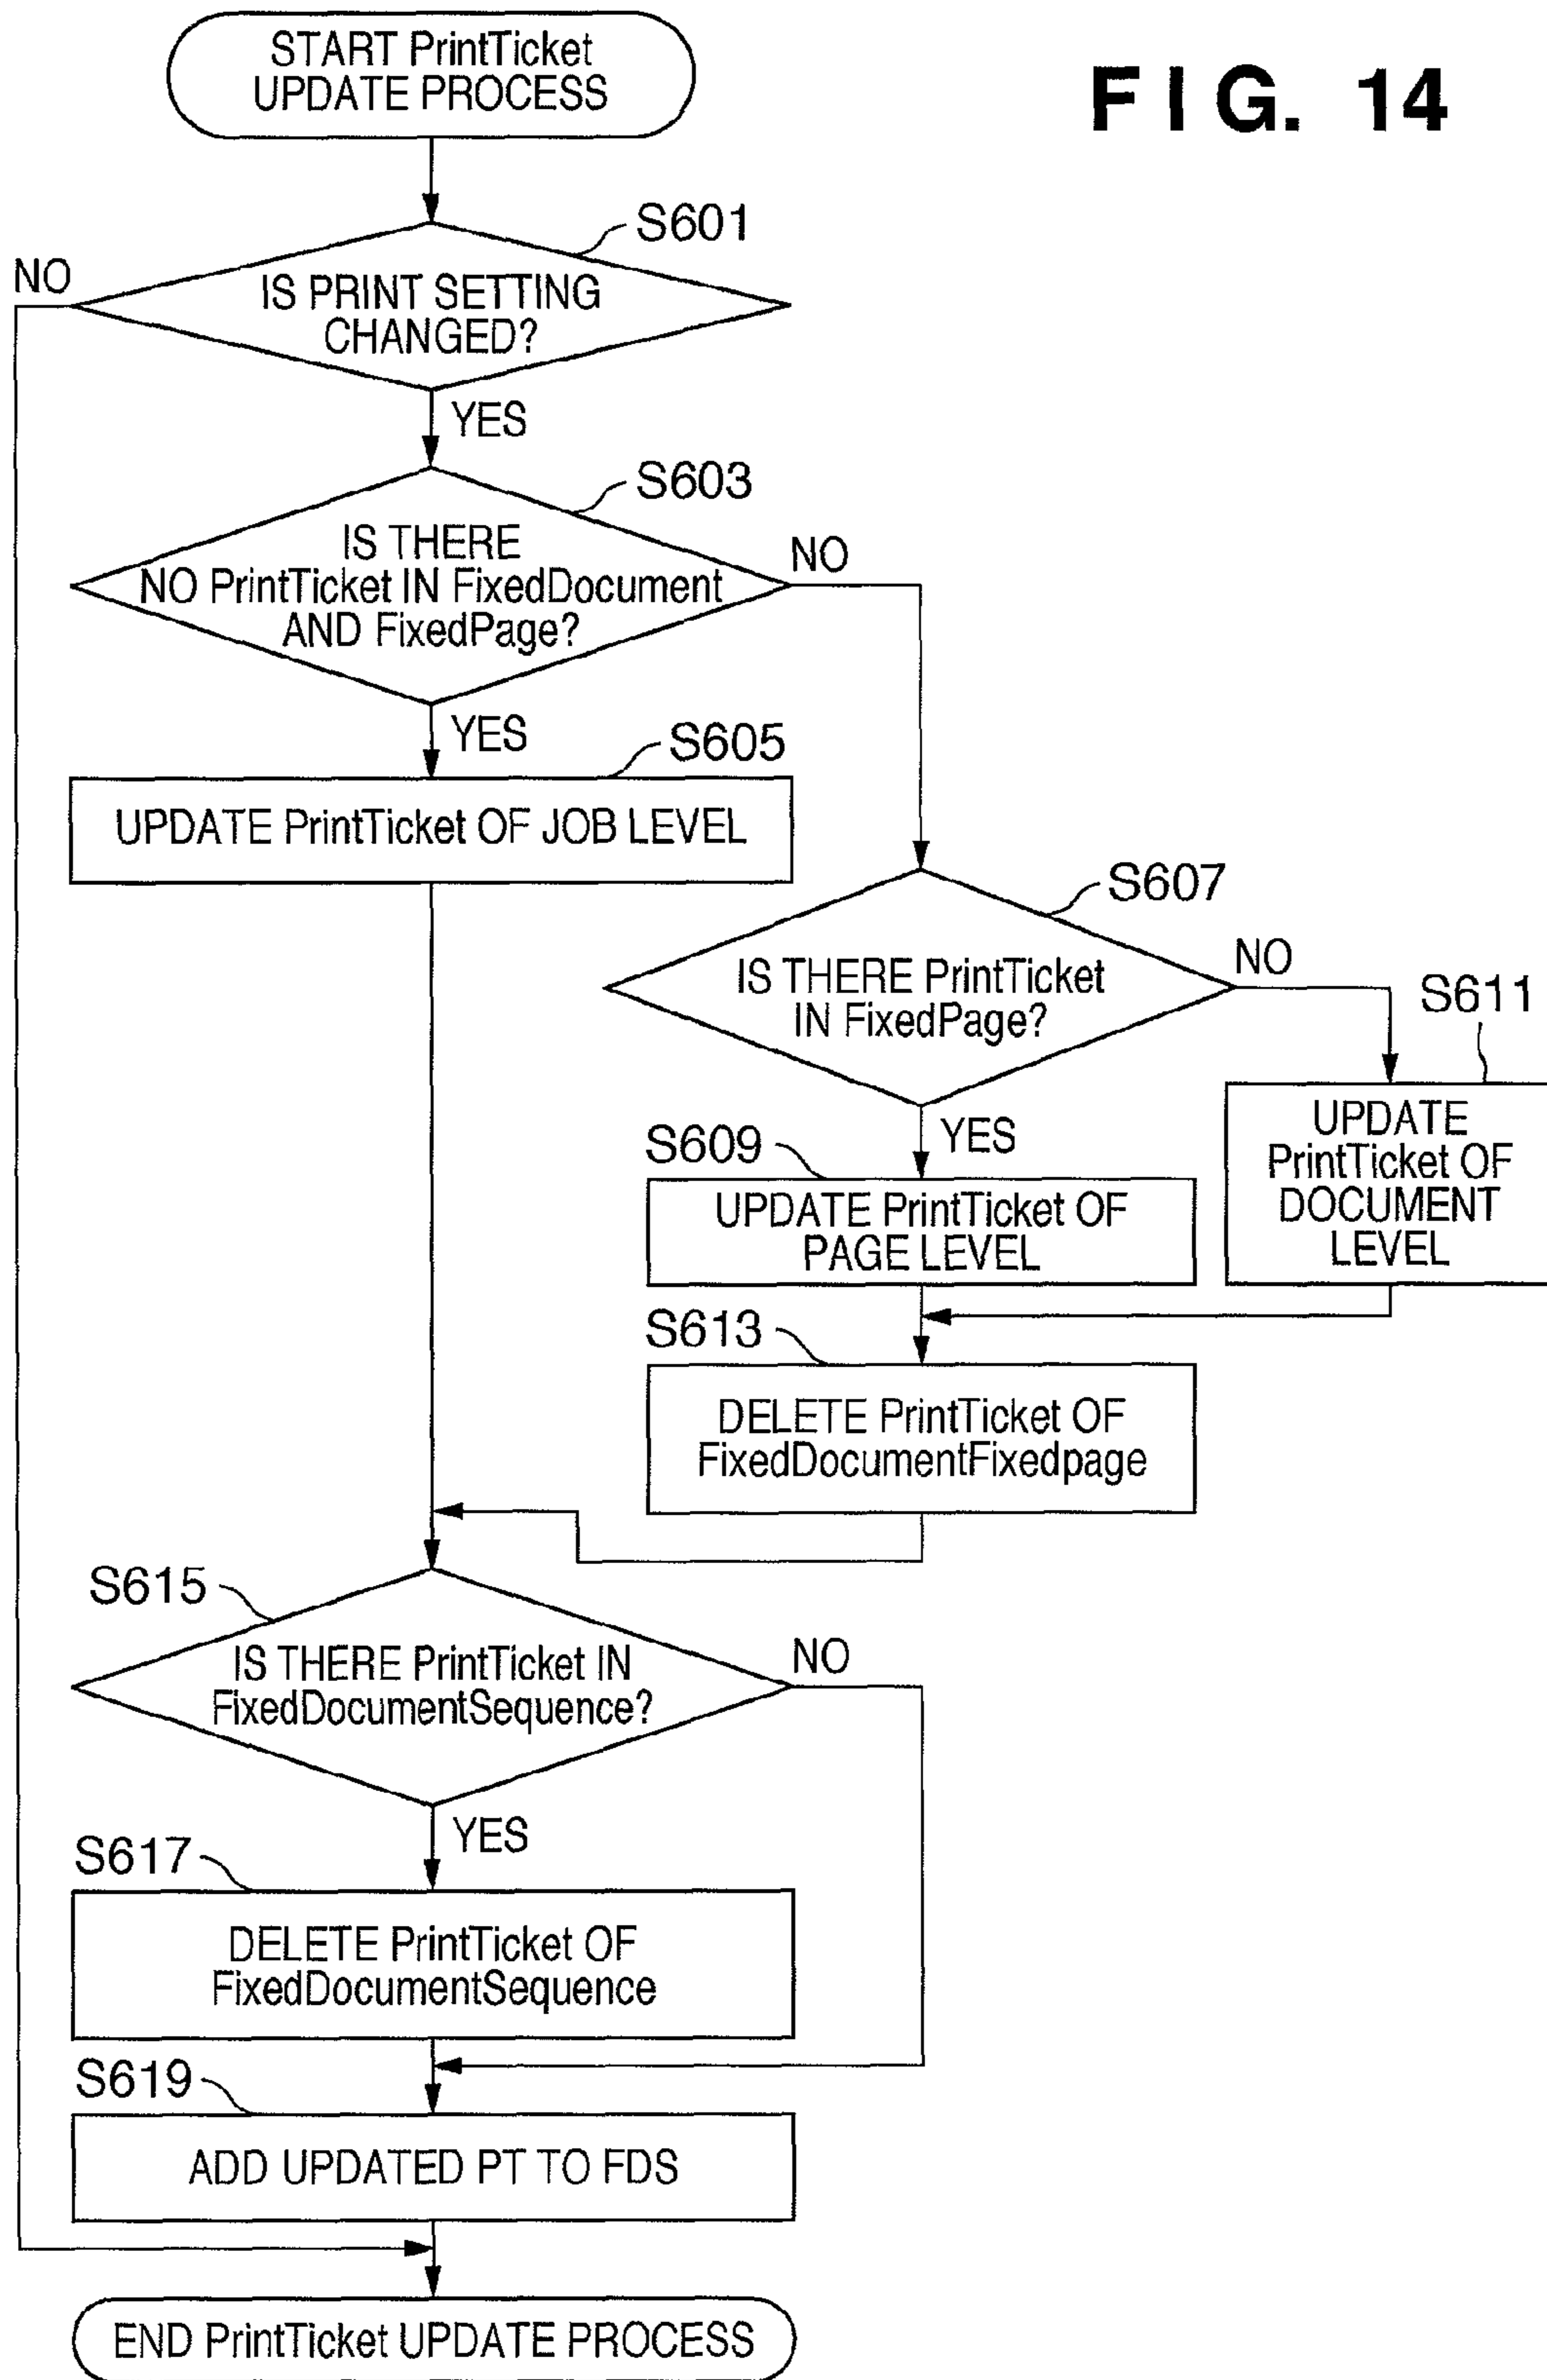 START PrintTicket
UPDATE PROCESS
FIG. 14
S601
NO
IS PRINT SETTING
CHANGED?
YES
S603
IS THERE
NO PrintTicket IN FixedDocument
AND FixedPage?
NO
YES
S605
UPDATE PrintTicket OF JOB LEVEL
S607
IS THERE PrintTicket
IN FixedPage?
NO
S611
YES
UPDATE
PrintTicket OF
DOCUMENT
LEVEL
S609
UPDATE PrintTicket OF
PAGE LEVEL
S613
DELETE PrintTicket OF
FixedDocumentFixedpage
S615
IS THERE PrintTicket IN
FixedDocumentSequence?
NO
YES
S617
DELETE PrintTicket OF
FixedDocumentSequence
S619
ADD UPDATED PT TO FDS
END PrintTicket UPDATE PROCESS